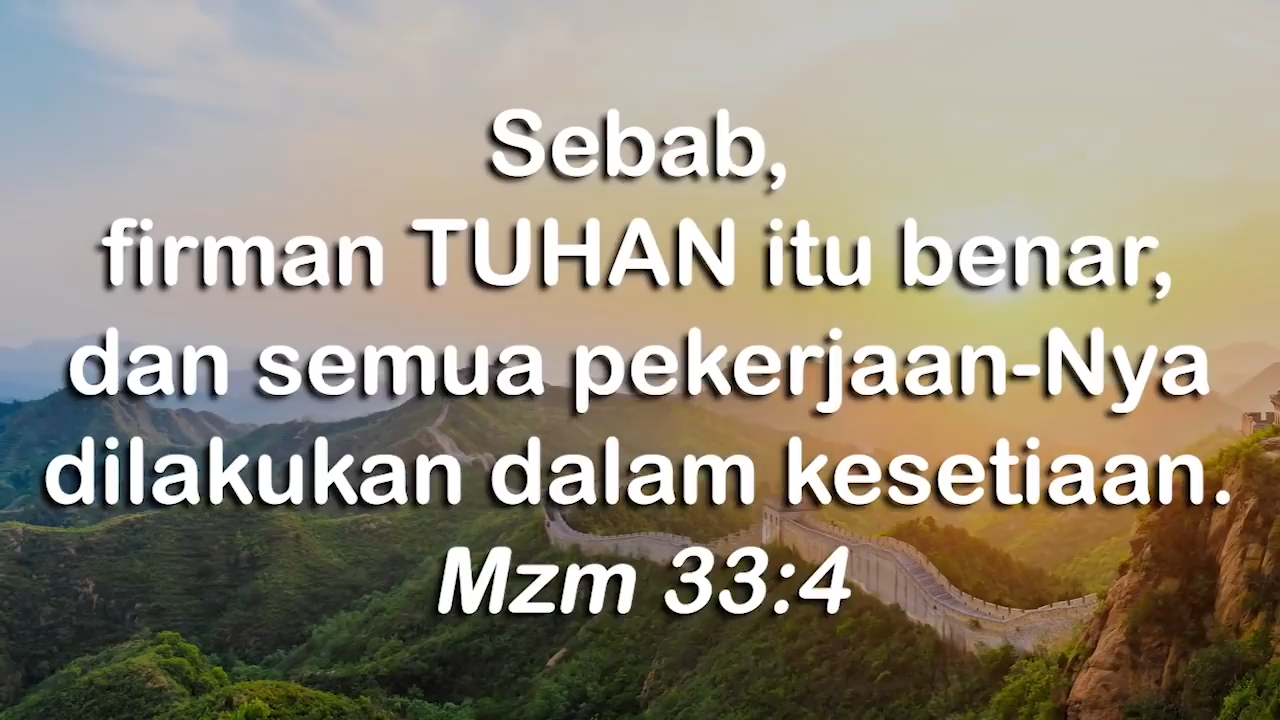 Sebab,
firman TUHAN itu benar,
dan semua pekerjaan-Nya
dilakukan dalam kesetiaan.
Mzm 33:4